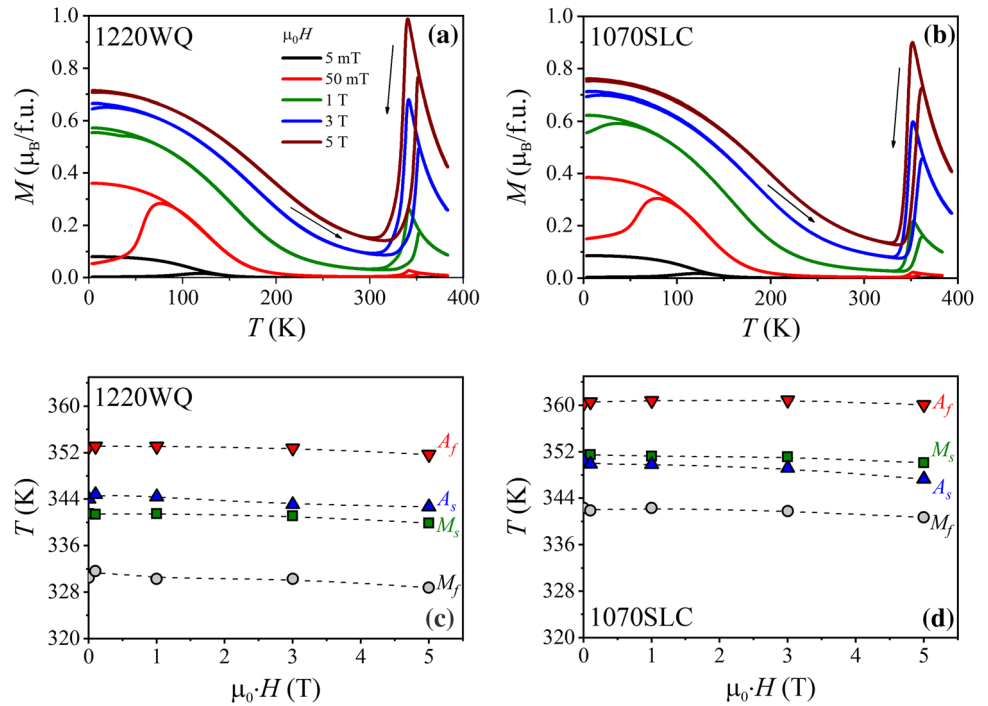 1220WQ
(a)
μ₀H
5 mT
50 mT
1 T
3 T
5 T
M (μB/f.u.)
1.0
0.8
0.6
0.4
0.2
0.0
0 100 200 300 400
T (K)
1070SLC
(b)
M (μB/f.u.)
1.0
0.8
0.6
0.4
0.2
0.0
0 100 200 300 400
T (K)
1220WQ
T (K)
360
352
344
336
328
320
Af
As
Ms
Mf
(c)
0 1 2 3 4 5
μ₀·H (T)
T (K)
360
352
344
336
328
320
Af
Ms
As
Mf
1070SLC
(d)
0 1 2 3 4 5
μ₀·H (T)